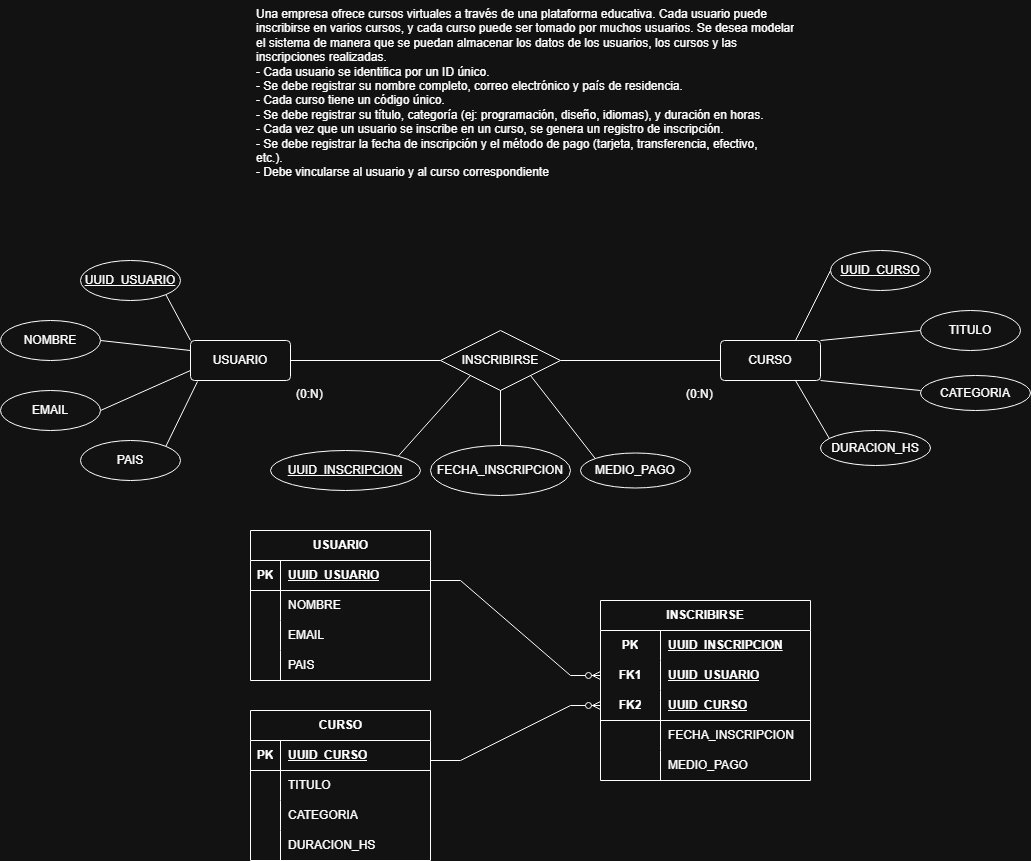 Una empresa ofrece cursos virtuales a través de una plataforma educativa. Cada usuario puede
inscribirse en varios cursos, y cada curso puede ser tomado por muchos usuarios. Se desea modelar
el sistema de manera que se puedan almacenar los datos de los usuarios, los cursos y las
inscripciones realizadas.
- Cada usuario se identifica por un ID único.
- Se debe registrar su nombre completo, correo electrónico y país de residencia.
- Cada curso tiene un código único.
- Se debe registrar su título, categoría (ej: programación, diseño, idiomas), y duración en horas.
- Cada vez que un usuario se inscribe en un curso, se genera un registro de inscripción.
- Se debe registrar la fecha de inscripción y el método de pago (tarjeta, transferencia, efectivo,
etc.).
- Debe vincularse al usuario y al curso correspondiente
UUID_USUARIO
NOMBRE
EMAIL
PAIS
USUARIO
(0:N)
INSCRIBIRSE
UUID_INSCRIPCION
FECHA_INSCRIPCION
MEDIO_PAGO
(0:N)
CURSO
UUID_CURSO
TITULO
CATEGORIA
DURACION_HS
USUARIO
PK UUID_USUARIO
NOMBRE
EMAIL
PAIS
CURSO
PK UUID_CURSO
TITULO
CATEGORIA
DURACION_HS
INSCRIBIRSE
PK UUID_INSCRIPCION
FK1 UUID_USUARIO
FK2 UUID_CURSO
FECHA_INSCRIPCION
MEDIO_PAGO